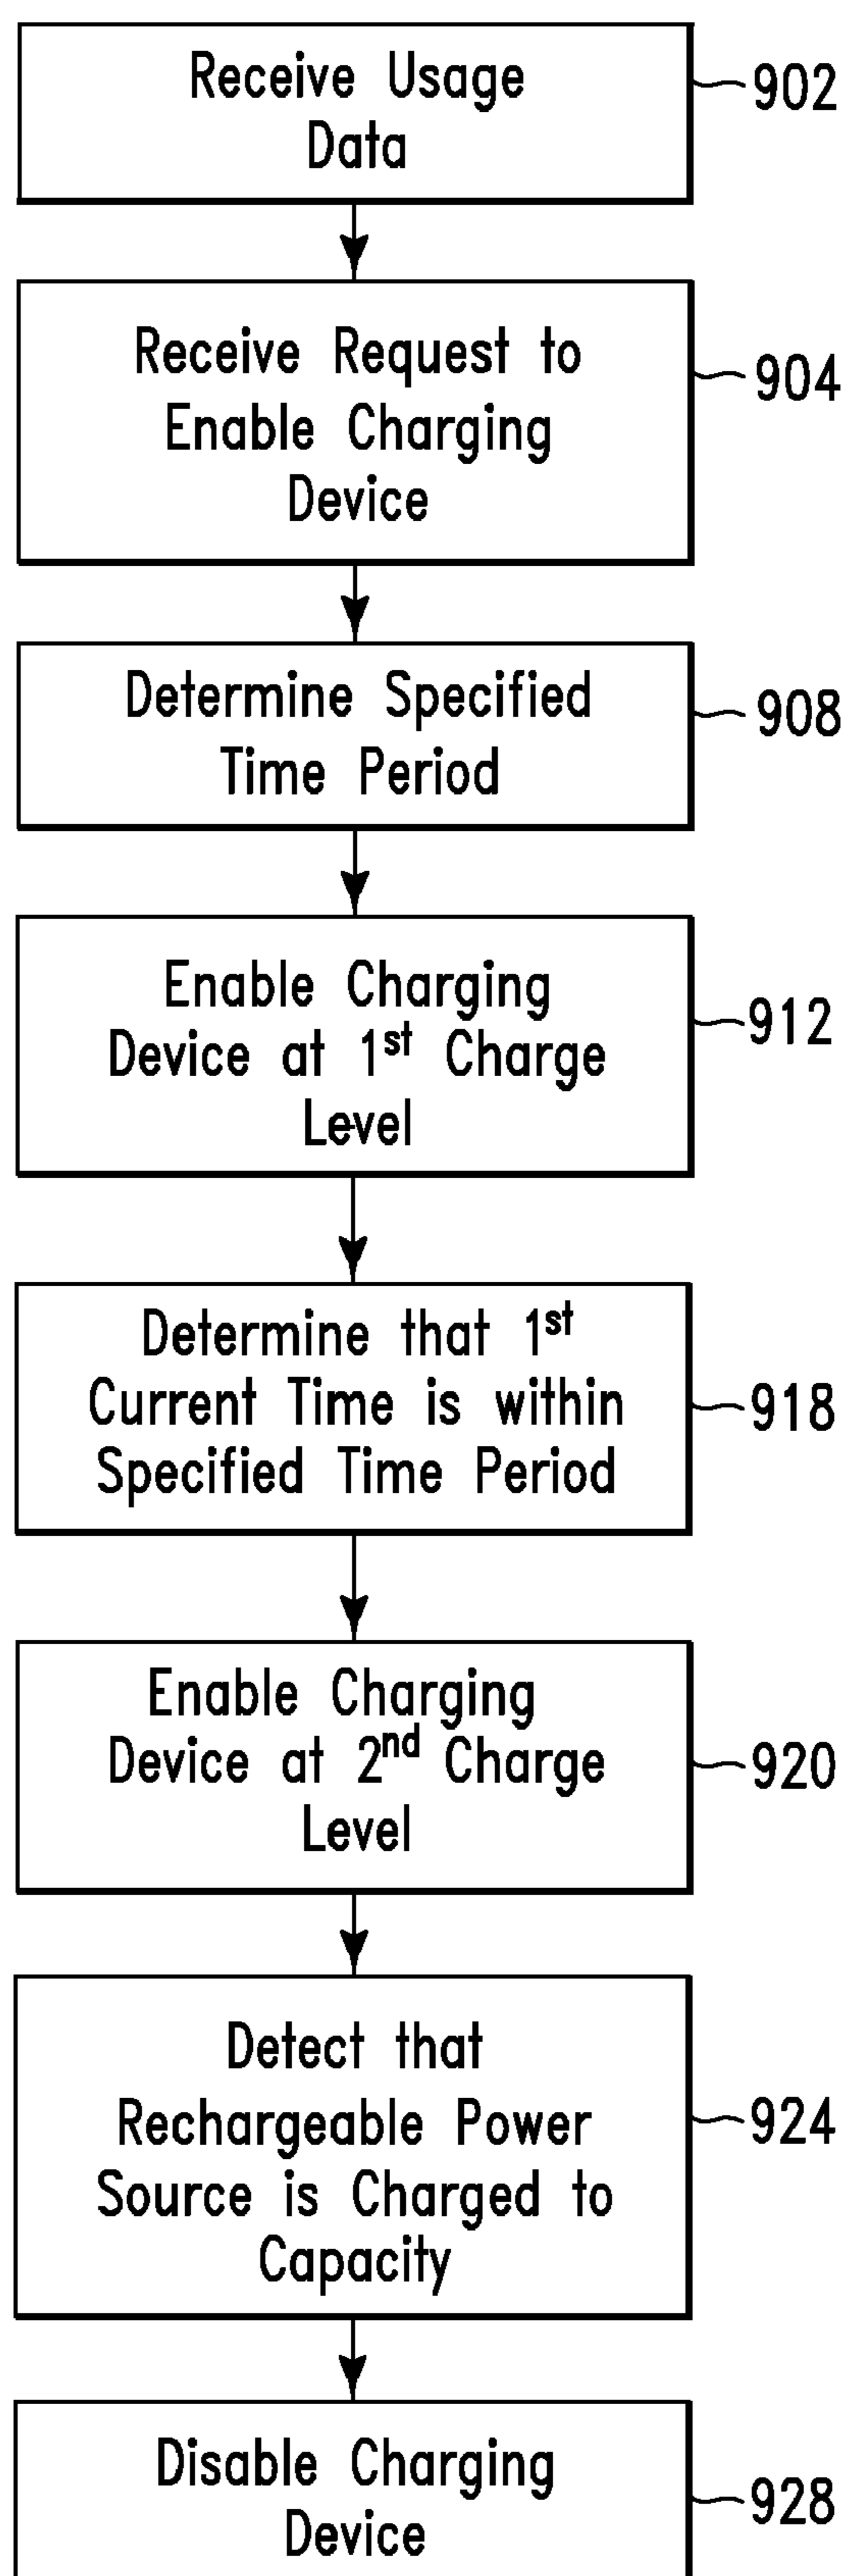 Receive Usage
Data
902
Receive Request to
Enable Charging
Device
904
Determine Specified
Time Period
908
Enable Charging
Device at 1st Charge
Level
912
Determine that 1st
Current Time is within
Specified Time Period
918
Enable Charging
Device at 2nd Charge
Level
920
Detect that
Rechargeable Power
Source is Charged to
Capacity
924
Disable Charging
Device
928